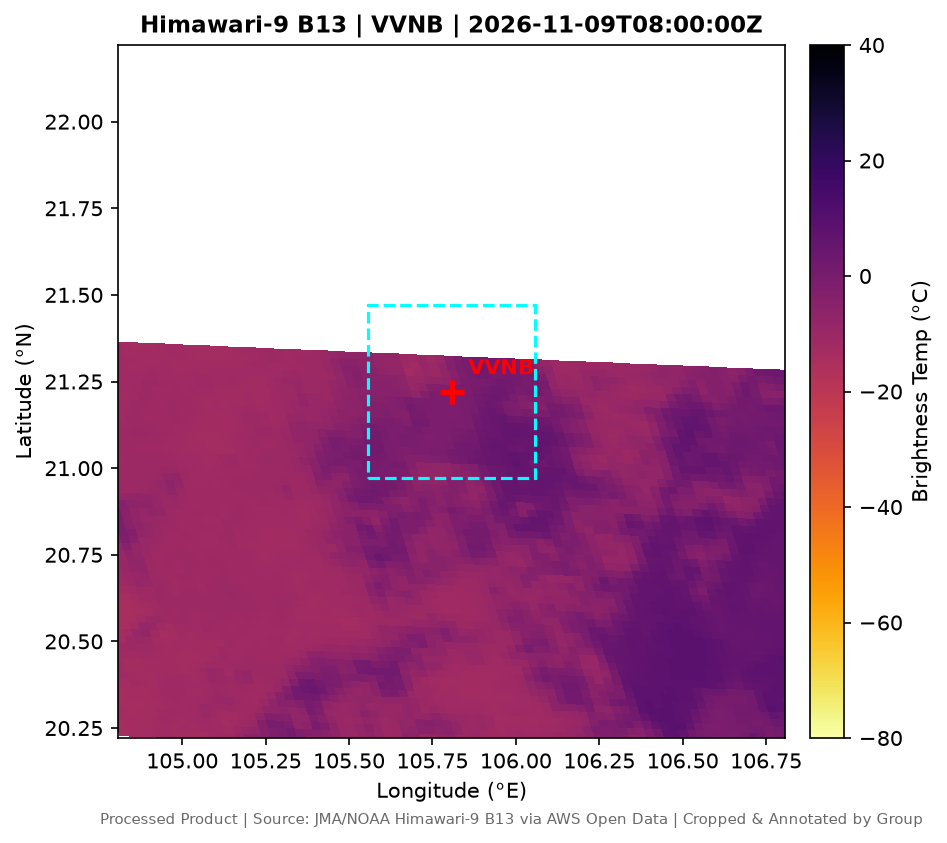 Himawari-9 B13 | VVNB | 2026-11-09T08:00:00Z
Latitude (°N)
22.00
21.75
21.50
21.25
21.00
20.75
20.50
20.25
VVNB
105.00 105.25 105.50 105.75 106.00 106.25 106.50 106.75
Longitude (°E)
40
20
0
−20
−40
−60
−80
Brightness Temp (°C)
Processed Product | Source: JMA/NOAA Himawari-9 B13 via AWS Open Data | Cropped & Annotated by Group